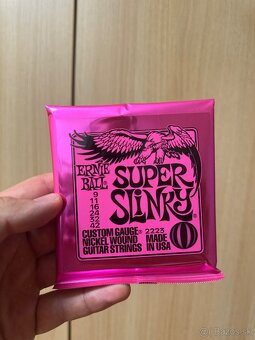 ERNIE
BALL
SUPER
SLINKY
9
11
16
24
32
42
CUSTOM GAUGE® 2223
NICKEL WOUND MADE
GUITAR STRINGS IN USA